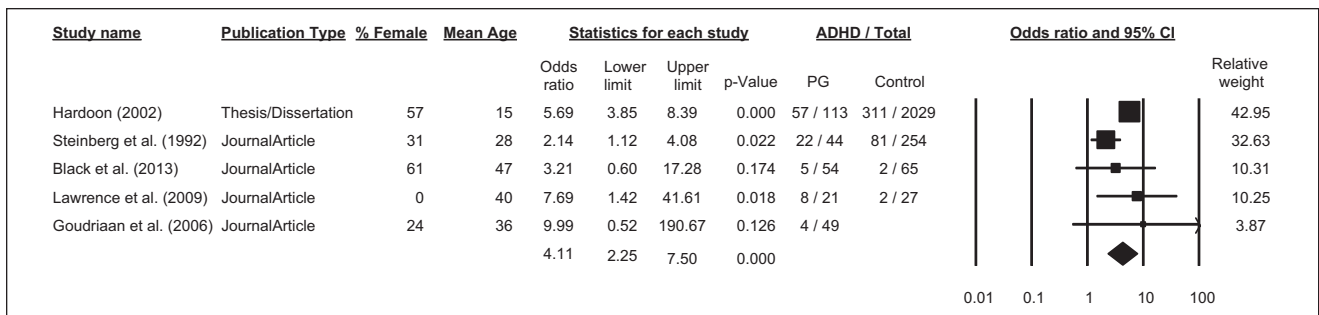 Study name Publication Type % Female Mean Age Statistics for each study ADHD / Total Odds ratio and 95% CI
Odds ratio Lower limit Upper limit p-Value PG Control Relative weight
Hardoon (2002) Thesis/Dissertation 57 15 5.69 3.85 8.39 0.000 57 / 113 311 / 2029 42.95
Steinberg et al. (1992) JournalArticle 31 28 2.14 1.12 4.08 0.022 22 / 44 81 / 254 32.63
Black et al. (2013) JournalArticle 61 47 3.21 0.60 17.28 0.174 5 / 54 2 / 65 10.31
Lawrence et al. (2009) JournalArticle 0 40 7.69 1.42 41.61 0.018 8 / 21 2 / 27 10.25
Goudriaan et al. (2006) JournalArticle 24 36 9.99 0.52 190.67 0.126 4 / 49 3.87
4.11 2.25 7.50 0.000
0.01 0.1 1 10 100